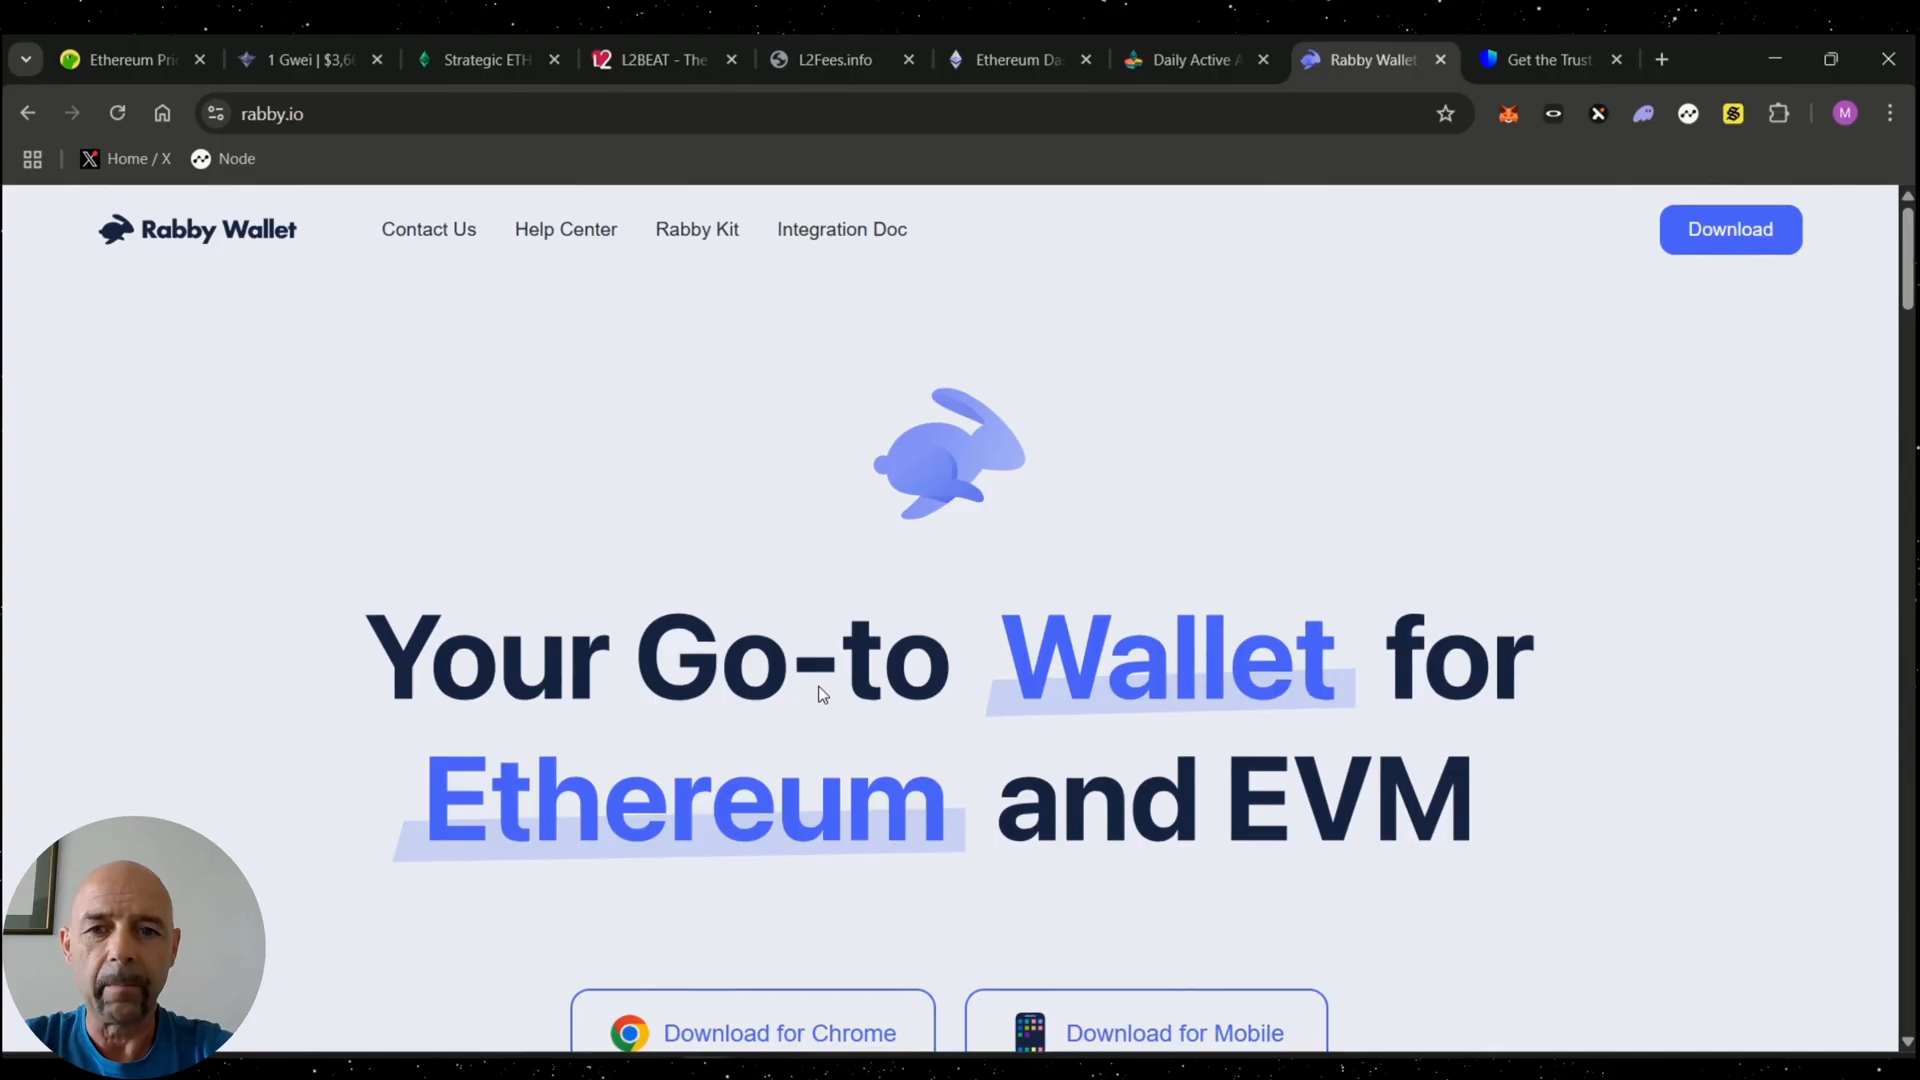 Ethereum Pri
1 Gwei | $3,6
Strategic ETH
L2BEAT - The
L2Fees.info
Ethereum Da
Daily Active A
Rabby Wallet
Get the Trust
rabby.io
M
Home / X
Node
Rabby Wallet
Contact Us
Help Center
Rabby Kit
Integration Doc
Download
Your Go-to Wallet for
Ethereum and EVM
Download for Chrome
Download for Mobile